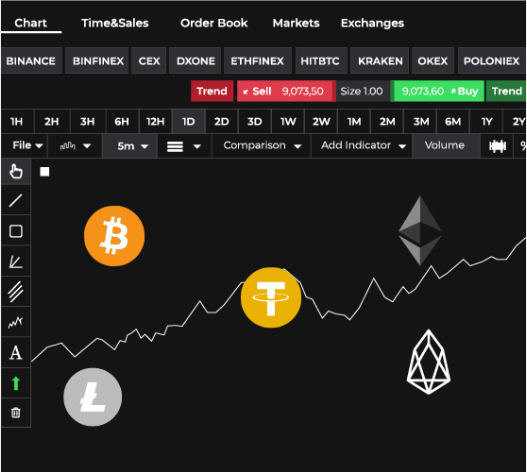 Chart Time&Sales Order Book Markets Exchanges
BINANCE BINFINEX CEX DXONE ETHFINEX HITBTC KRAKEN OKEX POLONIEX
Trend Sell 9,073,50 Size 1.00 9,073,60 Buy Trend
1H 2H 3H 6H 12H 1D 2D 3D 1W 2W 1M 2M 3M 6M 1Y 2Y
File 5m Comparison Add Indicator Volume %
A